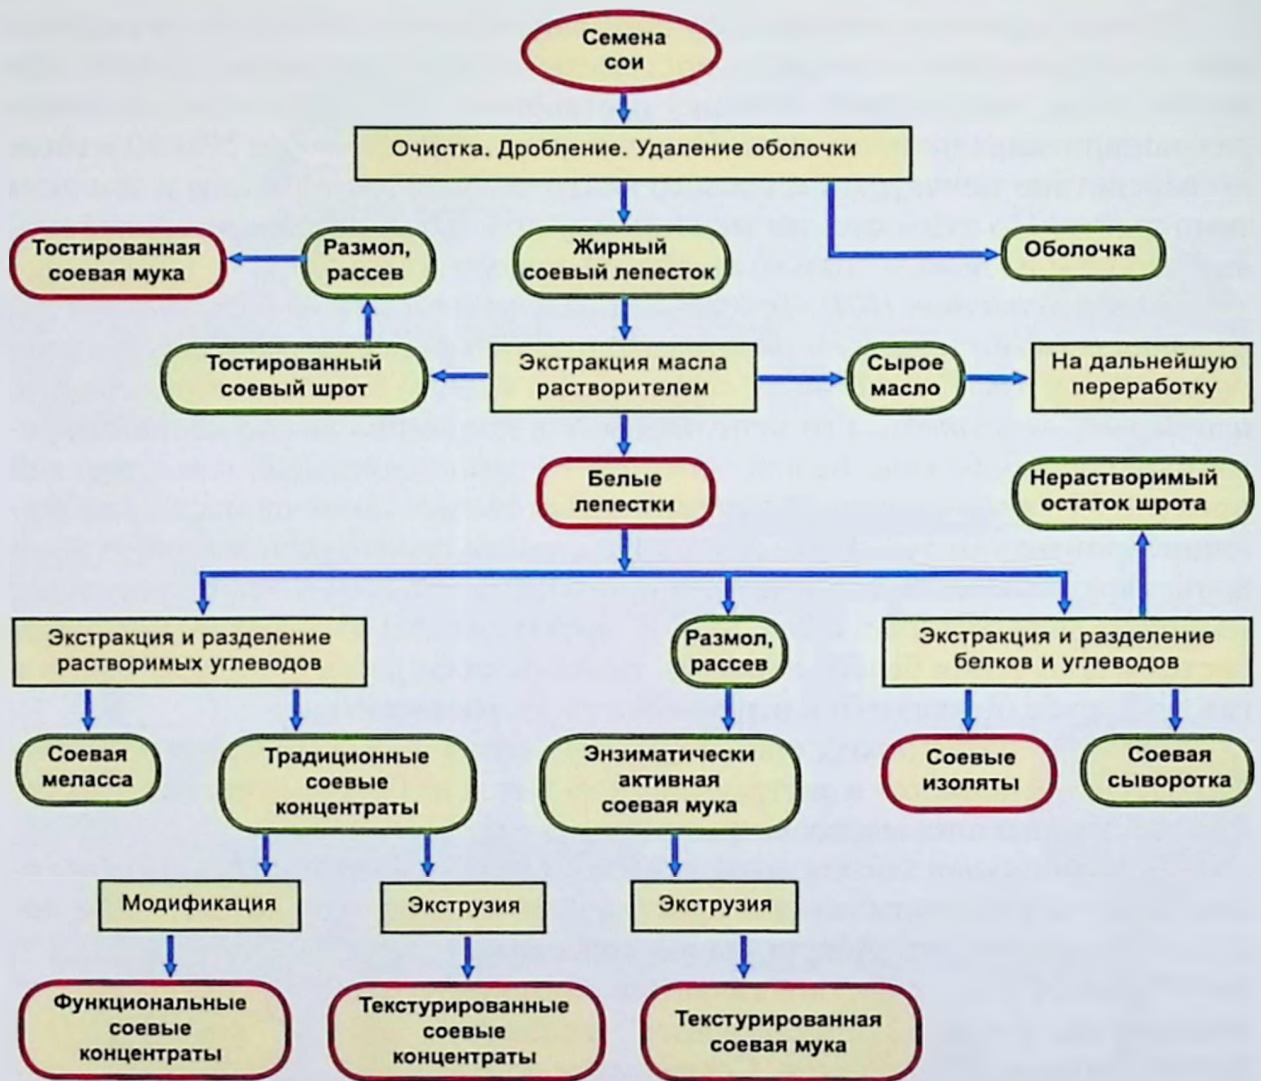 Семена
сои
Очистка. Дробление. Удаление оболочки
Тостированная
соевая мука
Размол,
рассев
Жирный
соевый лепесток
Оболочка
Тостированный
соевый шрот
Экстракция масла
растворителем
Сырое
масло
На дальнейшую
переработку
Белые
лепестки
Нерастворимый
остаток шрота
Экстракция и разделение
растворимых углеводов
Размол,
рассев
Экстракция и разделение
белков и углеводов
Соевая
меласса
Традиционные
соевые
концентраты
Энзиматически
активная
соевая мука
Соевые
изоляты
Соевая
сыворотка
Модификация
Экструзия
Экструзия
Функциональные
соевые
концентраты
Текстурированные
соевые
концентраты
Текстурированная
соевая мука